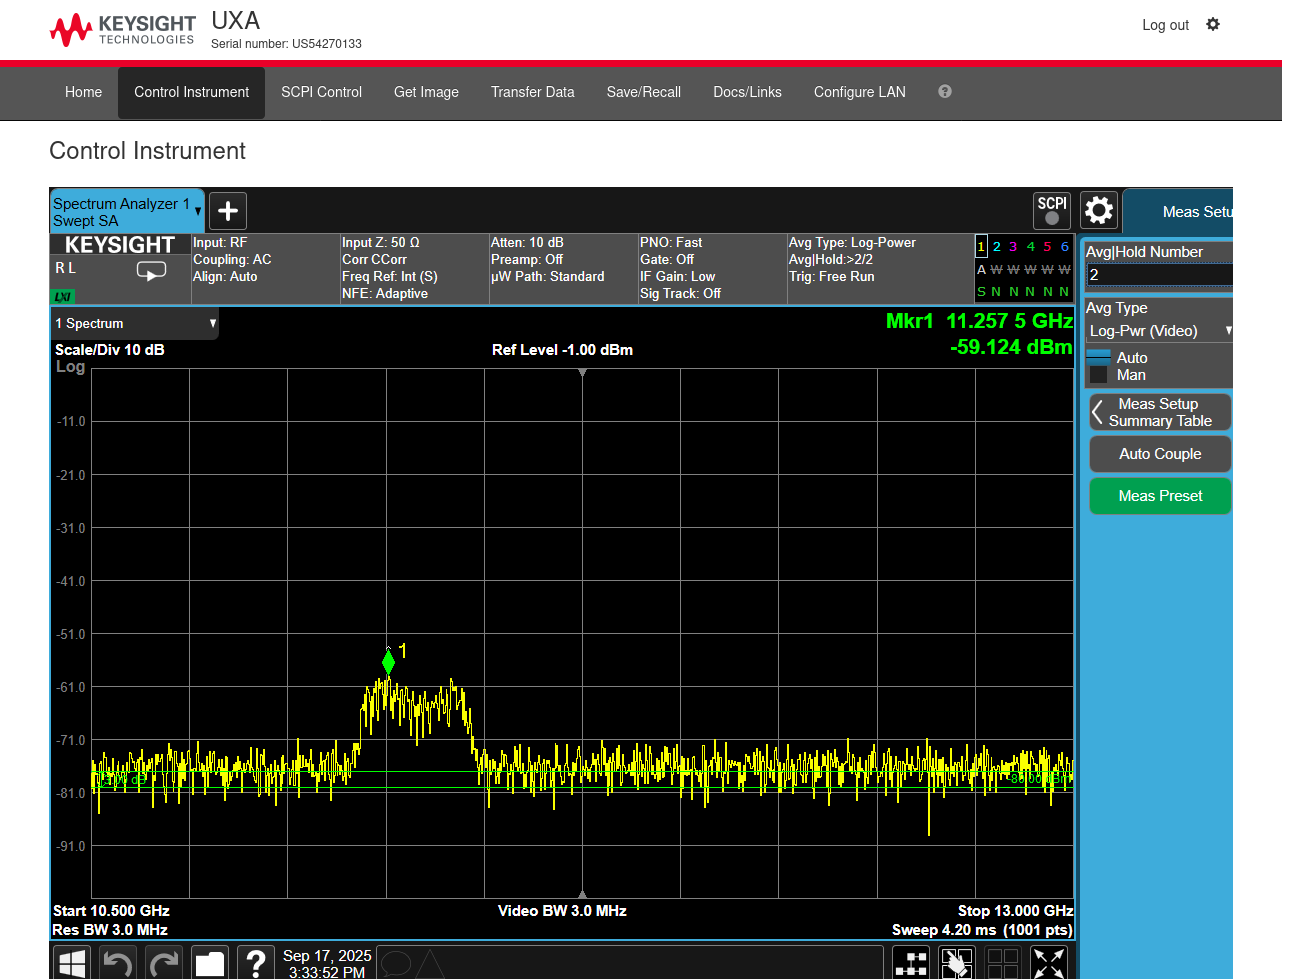 KEYSIGHT
TECHNOLOGIES
UXA
Serial number: US54270133
Log out
Home
Control Instrument
SCPI Control
Get Image
Transfer Data
Save/Recall
Docs/Links
Configure LAN
?
Control Instrument
Spectrum Analyzer 1
Swept SA
SCPI
Meas Setu
KEYSIGHT
R L
LXI
Input: RF
Coupling: AC
Align: Auto
Input Z: 50 Ω
Corr CCorr
Freq Ref: Int (S)
NFE: Adaptive
Atten: 10 dB
Preamp: Off
µW Path: Standard
PNO: Fast
Gate: Off
IF Gain: Low
Sig Track: Off
Avg Type: Log-Power
Avg|Hold:>2/2
Trig: Free Run
1 2 3 4 5 6
A W W W W W
S N N N N N
Avg|Hold Number
2
Avg Type
Log-Pwr (Video)
Auto
Man
Meas Setup
Summary Table
Auto Couple
Meas Preset
1 Spectrum
Mkr1 11.257 5 GHz
-59.124 dBm
Scale/Div 10 dB
Ref Level -1.00 dBm
Log
-11.0
-21.0
-31.0
-41.0
-51.0
1
-61.0
-71.0
-81.0
-91.0
Start 10.500 GHz
Video BW 3.0 MHz
Stop 13.000 GHz
Res BW 3.0 MHz
Sweep 4.20 ms (1001 pts)
?
Sep 17, 2025
3:33:52 PM